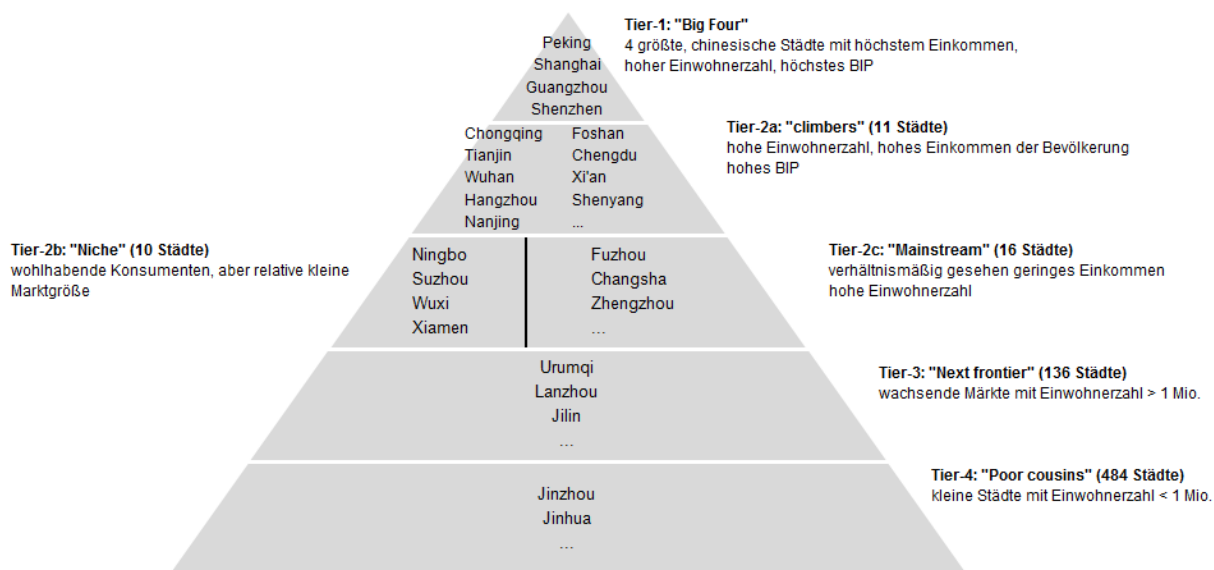 Tier-1: "Big Four"
4 größte, chinesische Städte mit höchstem Einkommen,
hoher Einwohnerzahl, höchstes BIP
Peking
Shanghai
Guangzhou
Shenzhen
Tier-2a: "climbers" (11 Städte)
hohe Einwohnerzahl, hohes Einkommen der Bevölkerung
hohes BIP
Chongqing Foshan
Tianjin Chengdu
Wuhan Xi'an
Hangzhou Shenyang
Nanjing ...
Tier-2b: "Niche" (10 Städte)
wohlhabende Konsumenten, aber relative kleine
Marktgröße
Ningbo
Suzhou
Wuxi
Xiamen
Fuzhou
Changsha
Zhengzhou
...
Tier-2c: "Mainstream" (16 Städte)
verhältnismäßig gesehen geringes Einkommen
hohe Einwohnerzahl
Urumqi
Lanzhou
Jilin
...
Tier-3: "Next frontier" (136 Städte)
wachsende Märkte mit Einwohnerzahl > 1 Mio.
Jinzhou
Jinhua
...
Tier-4: "Poor cousins" (484 Städte)
kleine Städte mit Einwohnerzahl < 1 Mio.